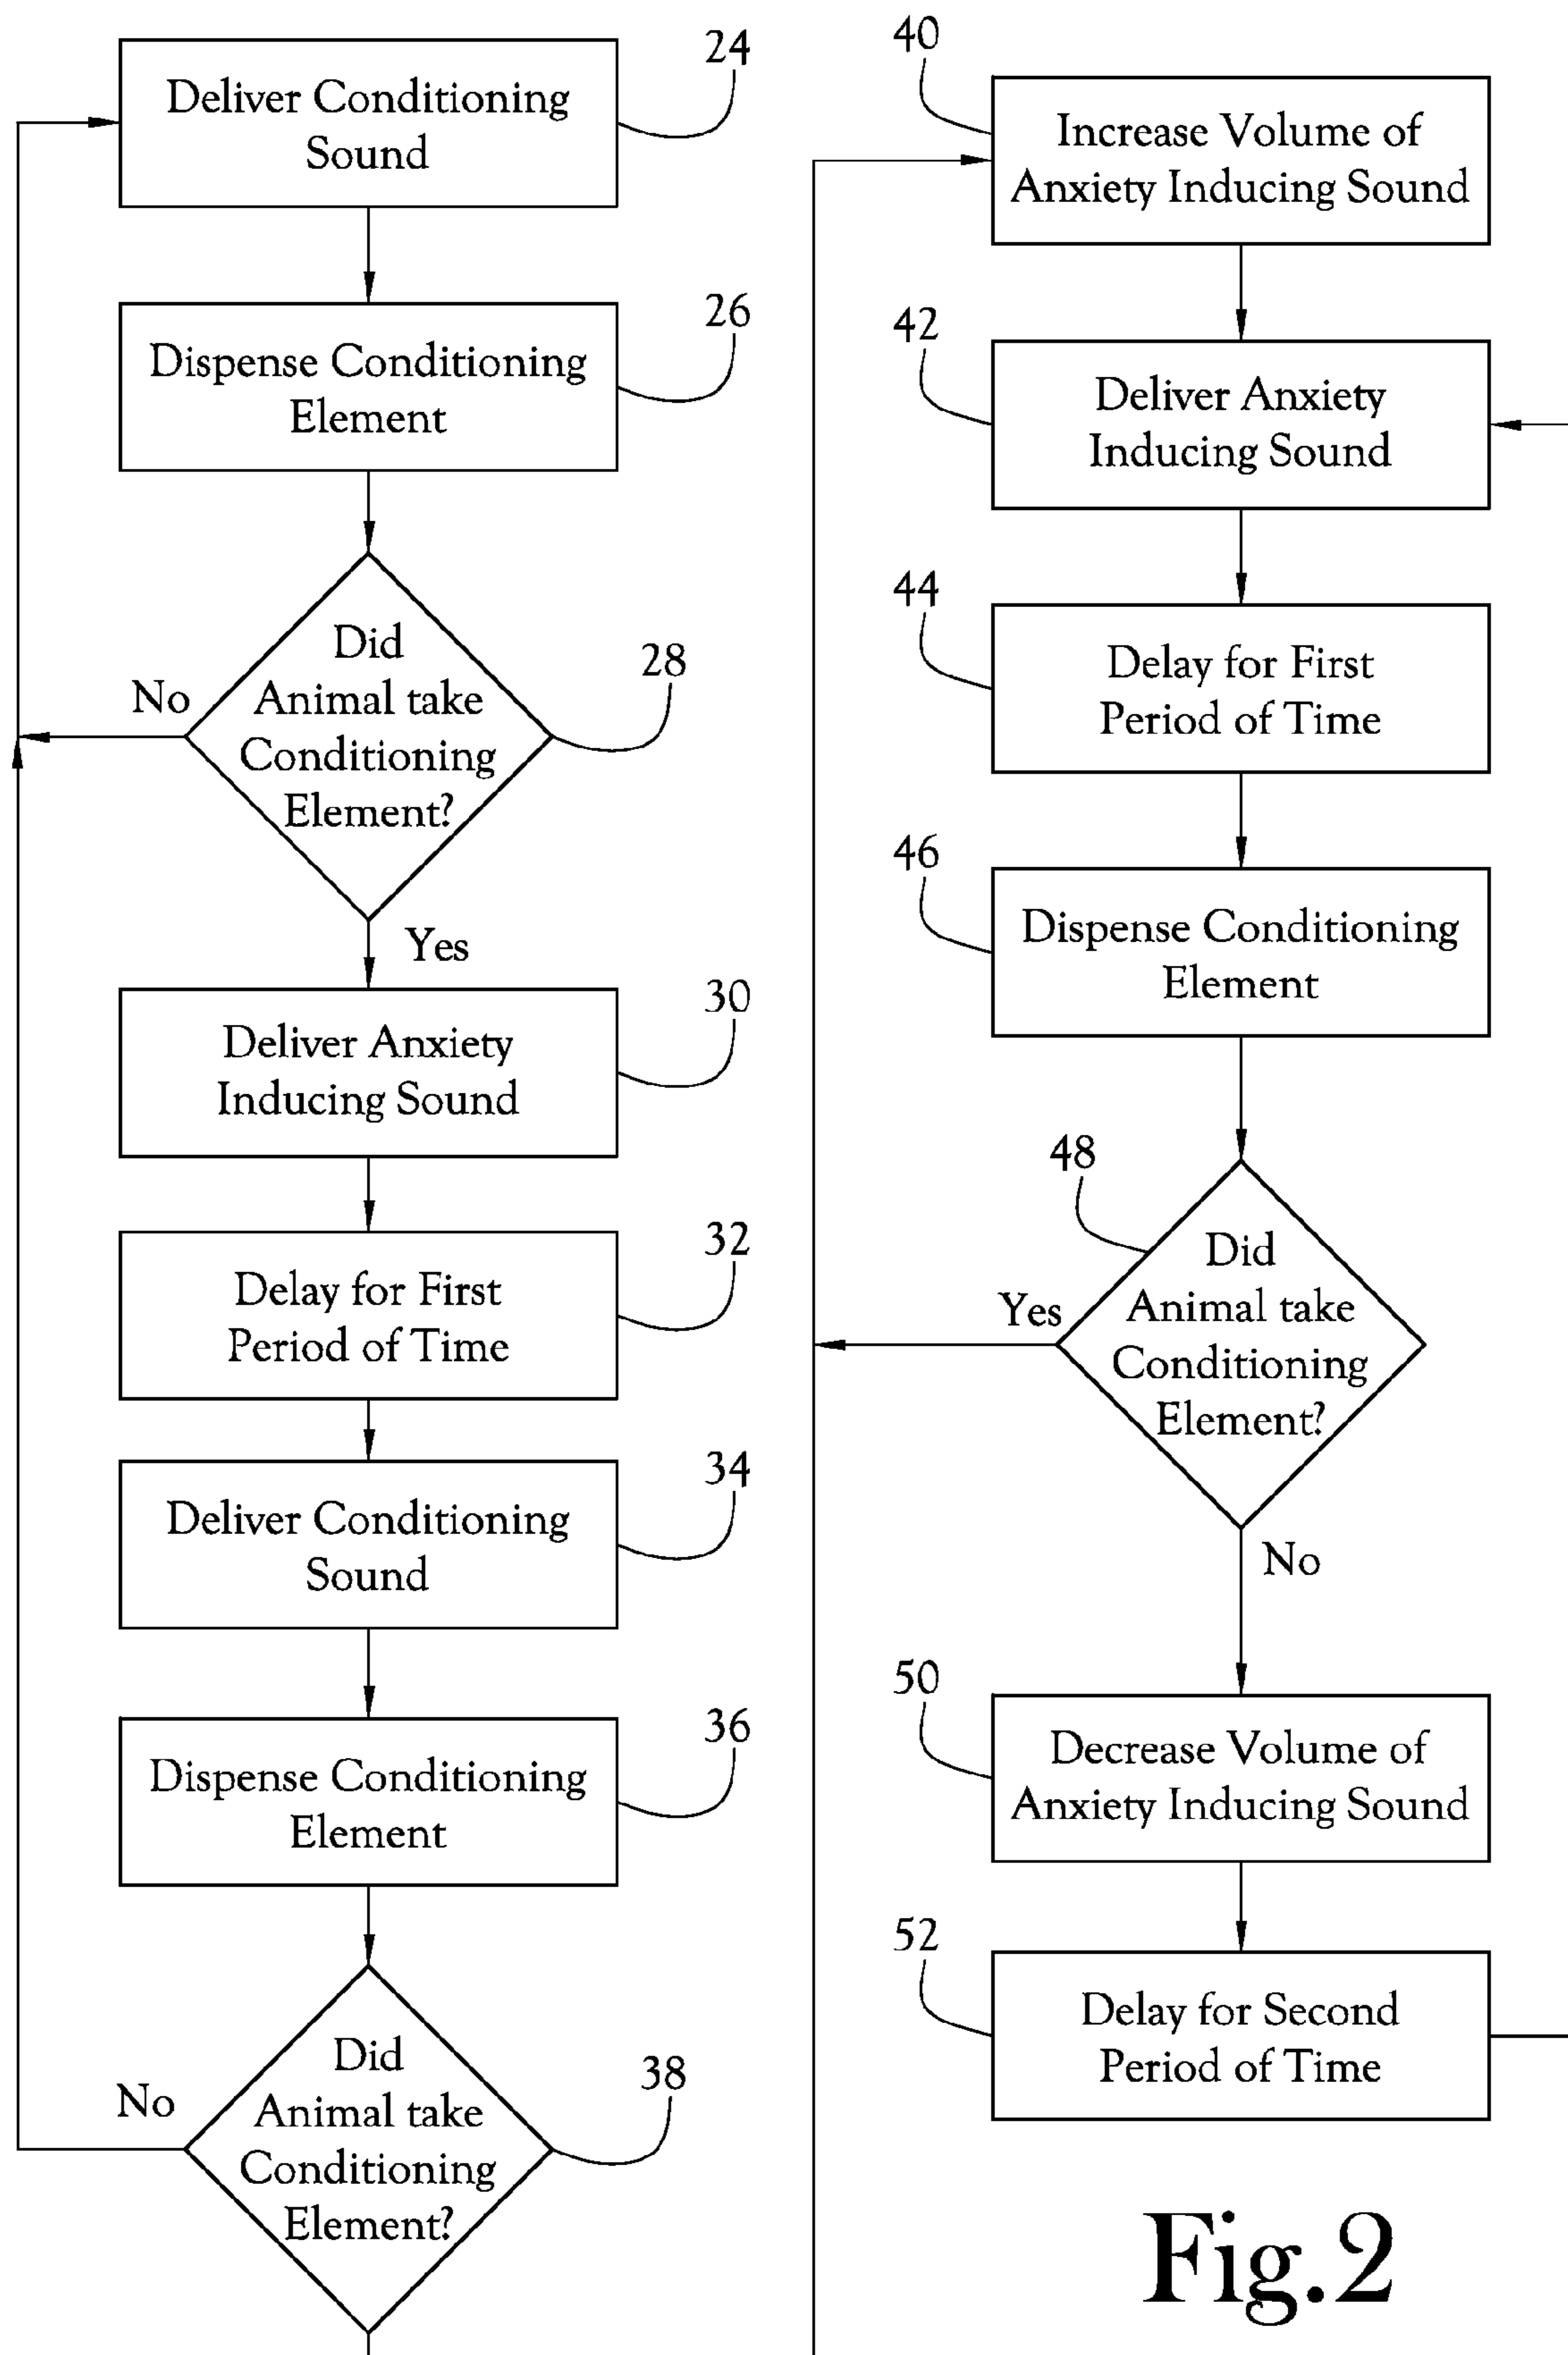 24
Deliver Conditioning
Sound
26
Dispense Conditioning
Element
Did
Animal take
Conditioning
Element?
28
No
Yes
30
Deliver Anxiety
Inducing Sound
32
Delay for First
Period of Time
34
Deliver Conditioning
Sound
36
Dispense Conditioning
Element
Did
Animal take
Conditioning
Element?
38
No
40
Increase Volume of
Anxiety Inducing Sound
42
Deliver Anxiety
Inducing Sound
44
Delay for First
Period of Time
46
Dispense Conditioning
Element
48
Did
Animal take
Conditioning
Element?
Yes
No
50
Decrease Volume of
Anxiety Inducing Sound
52
Delay for Second
Period of Time
Fig.2